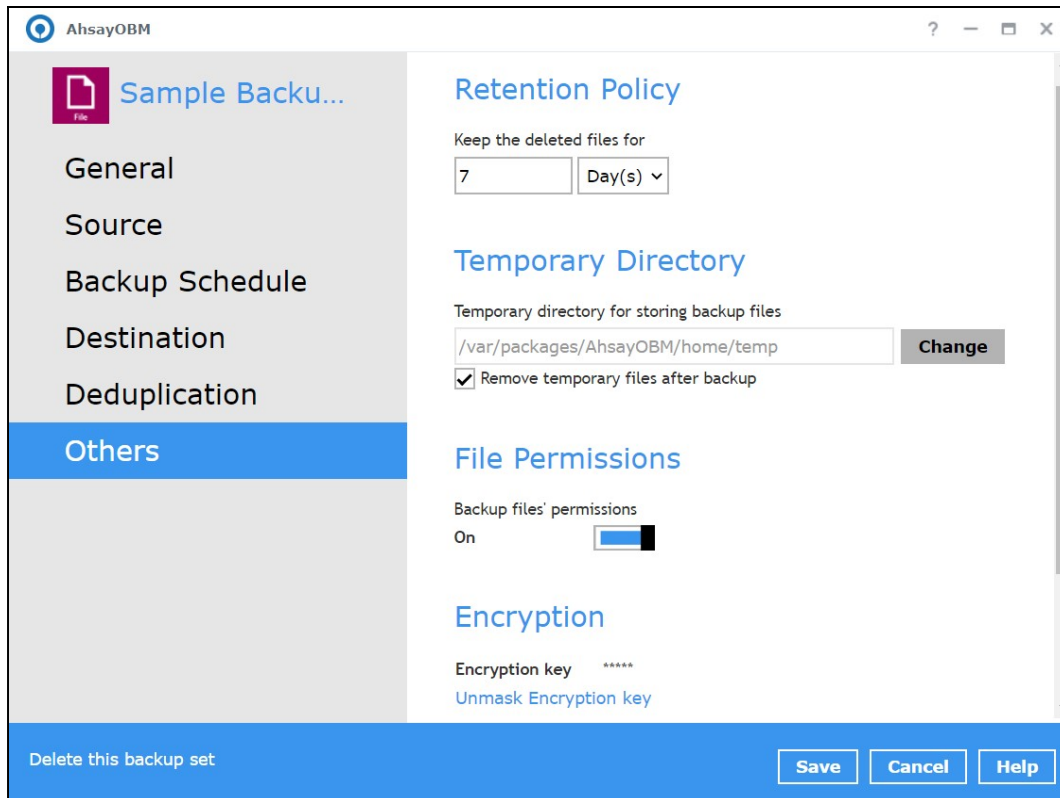 AhsayOBM
?
File
Sample Backu...
General
Source
Backup Schedule
Destination
Deduplication
Others
Retention Policy
Keep the deleted files for
7
Day(s)
Temporary Directory
Temporary directory for storing backup files
/var/packages/AhsayOBM/home/temp
Change
Remove temporary files after backup
File Permissions
Backup files' permissions
On
Encryption
Encryption key *****
Unmask Encryption key
Delete this backup set
Save
Cancel
Help